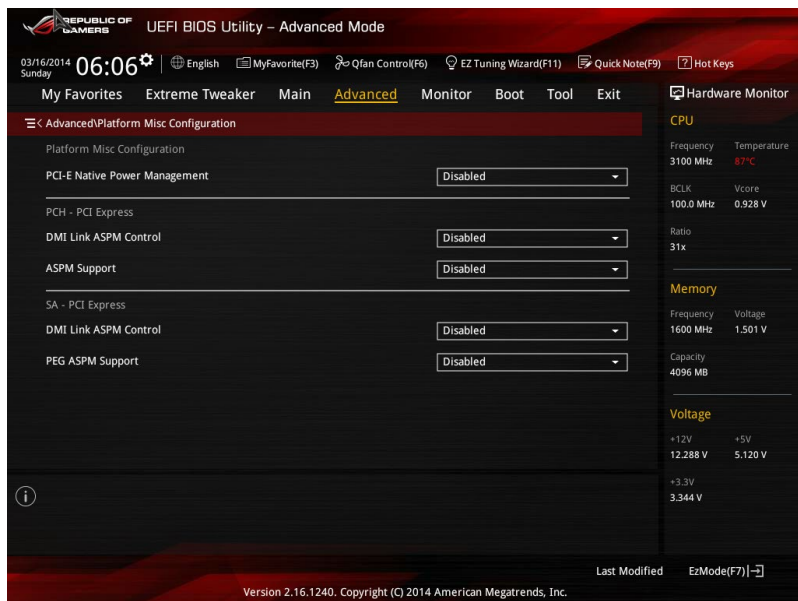 REPUBLIC OF GAMERS UEFI BIOS Utility – Advanced Mode
03/16/2014 Sunday 06:06 English MyFavorite(F3) Qfan Control(F6) EZ Tuning Wizard(F11) Quick Note(F9) ? Hot Keys
My Favorites Extreme Tweaker Main Advanced Monitor Boot Tool Exit
Advanced\Platform Misc Configuration
Platform Misc Configuration
PCI-E Native Power Management Disabled
PCH - PCI Express
DMI Link ASPM Control Disabled
ASPM Support Disabled
SA - PCI Express
DMI Link ASPM Control Disabled
PEG ASPM Support Disabled
Hardware Monitor
CPU
Frequency Temperature
3100 MHz 87°C
BCLK Vcore
100.0 MHz 0.928 V
Ratio
31x
Memory
Frequency Voltage
1600 MHz 1.501 V
Capacity
4096 MB
Voltage
+12V +5V
12.288 V 5.120 V
+3.3V
3.344 V
i
Last Modified EzMode(F7)
Version 2.16.1240. Copyright (C) 2014 American Megatrends, Inc.